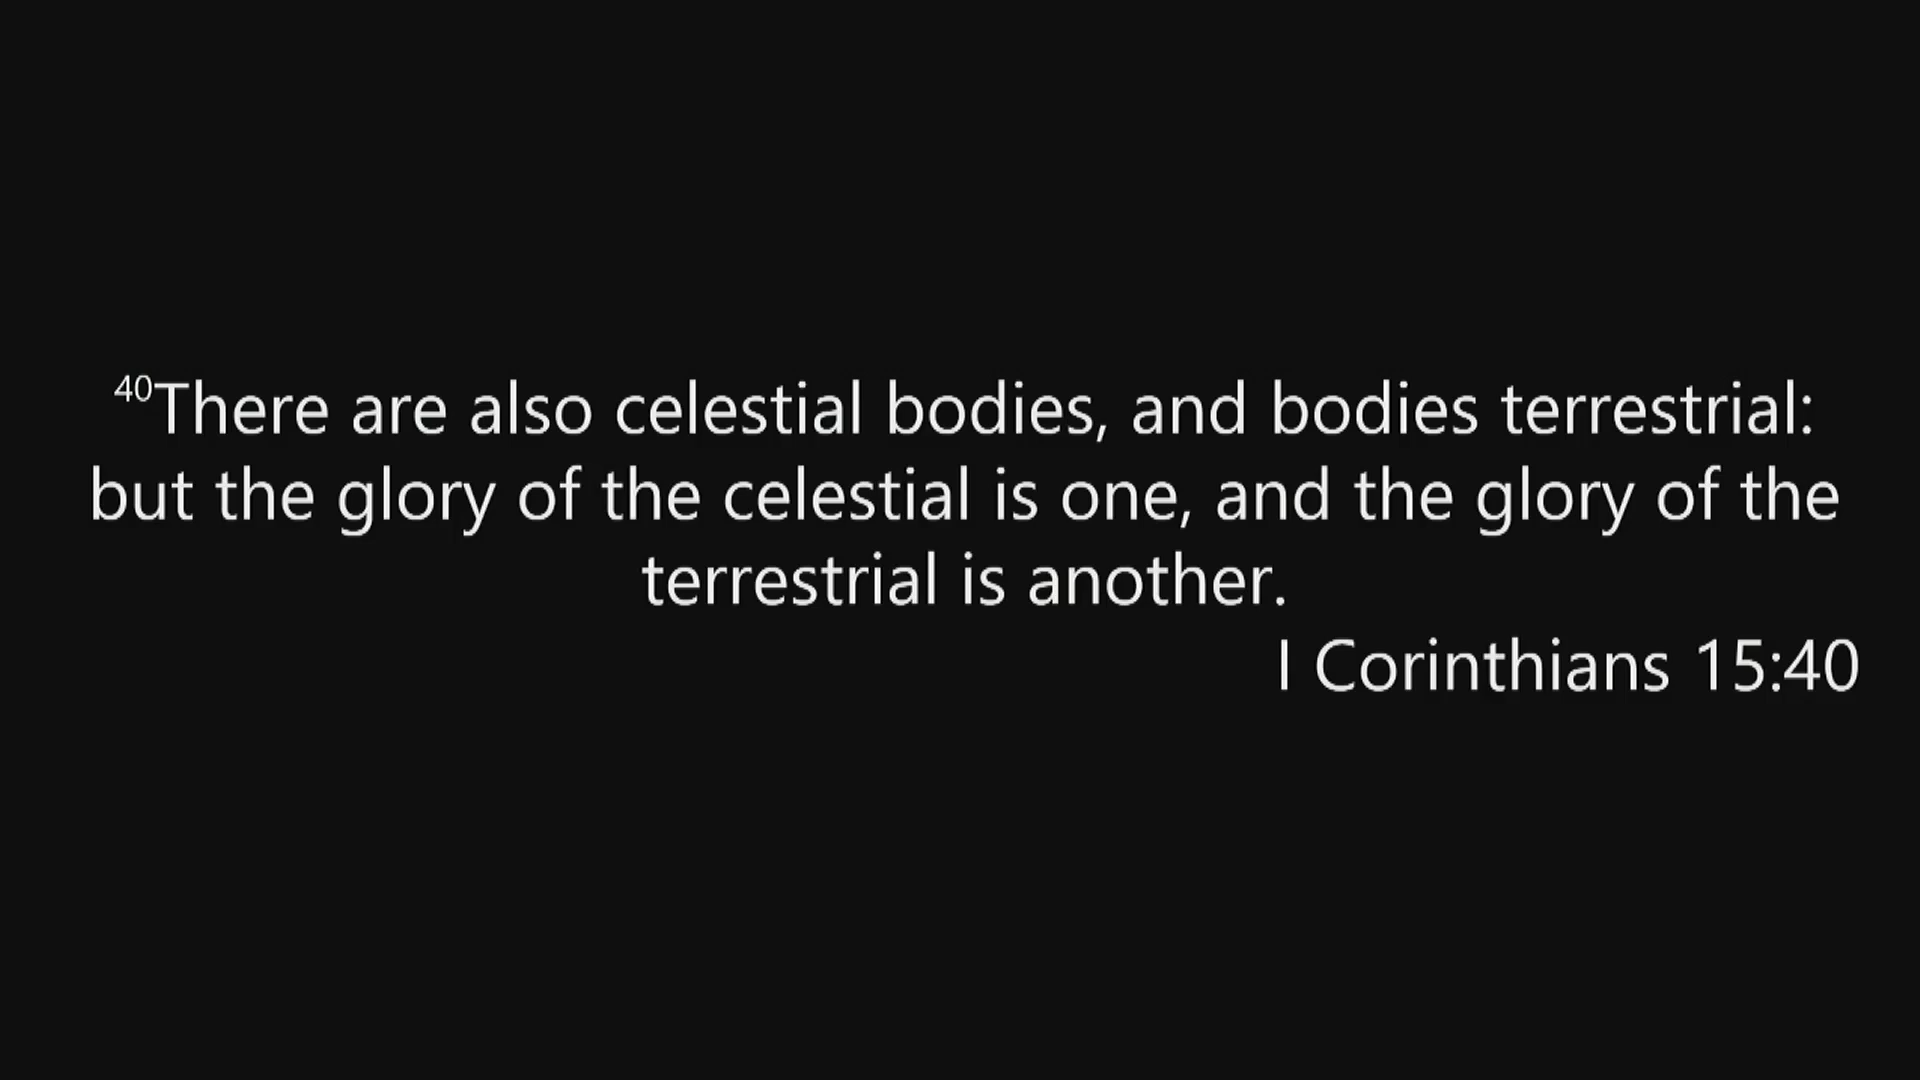 40There are also celestial bodies, and bodies terrestrial:
but the glory of the celestial is one, and the glory of the
terrestrial is another.
I Corinthians 15:40